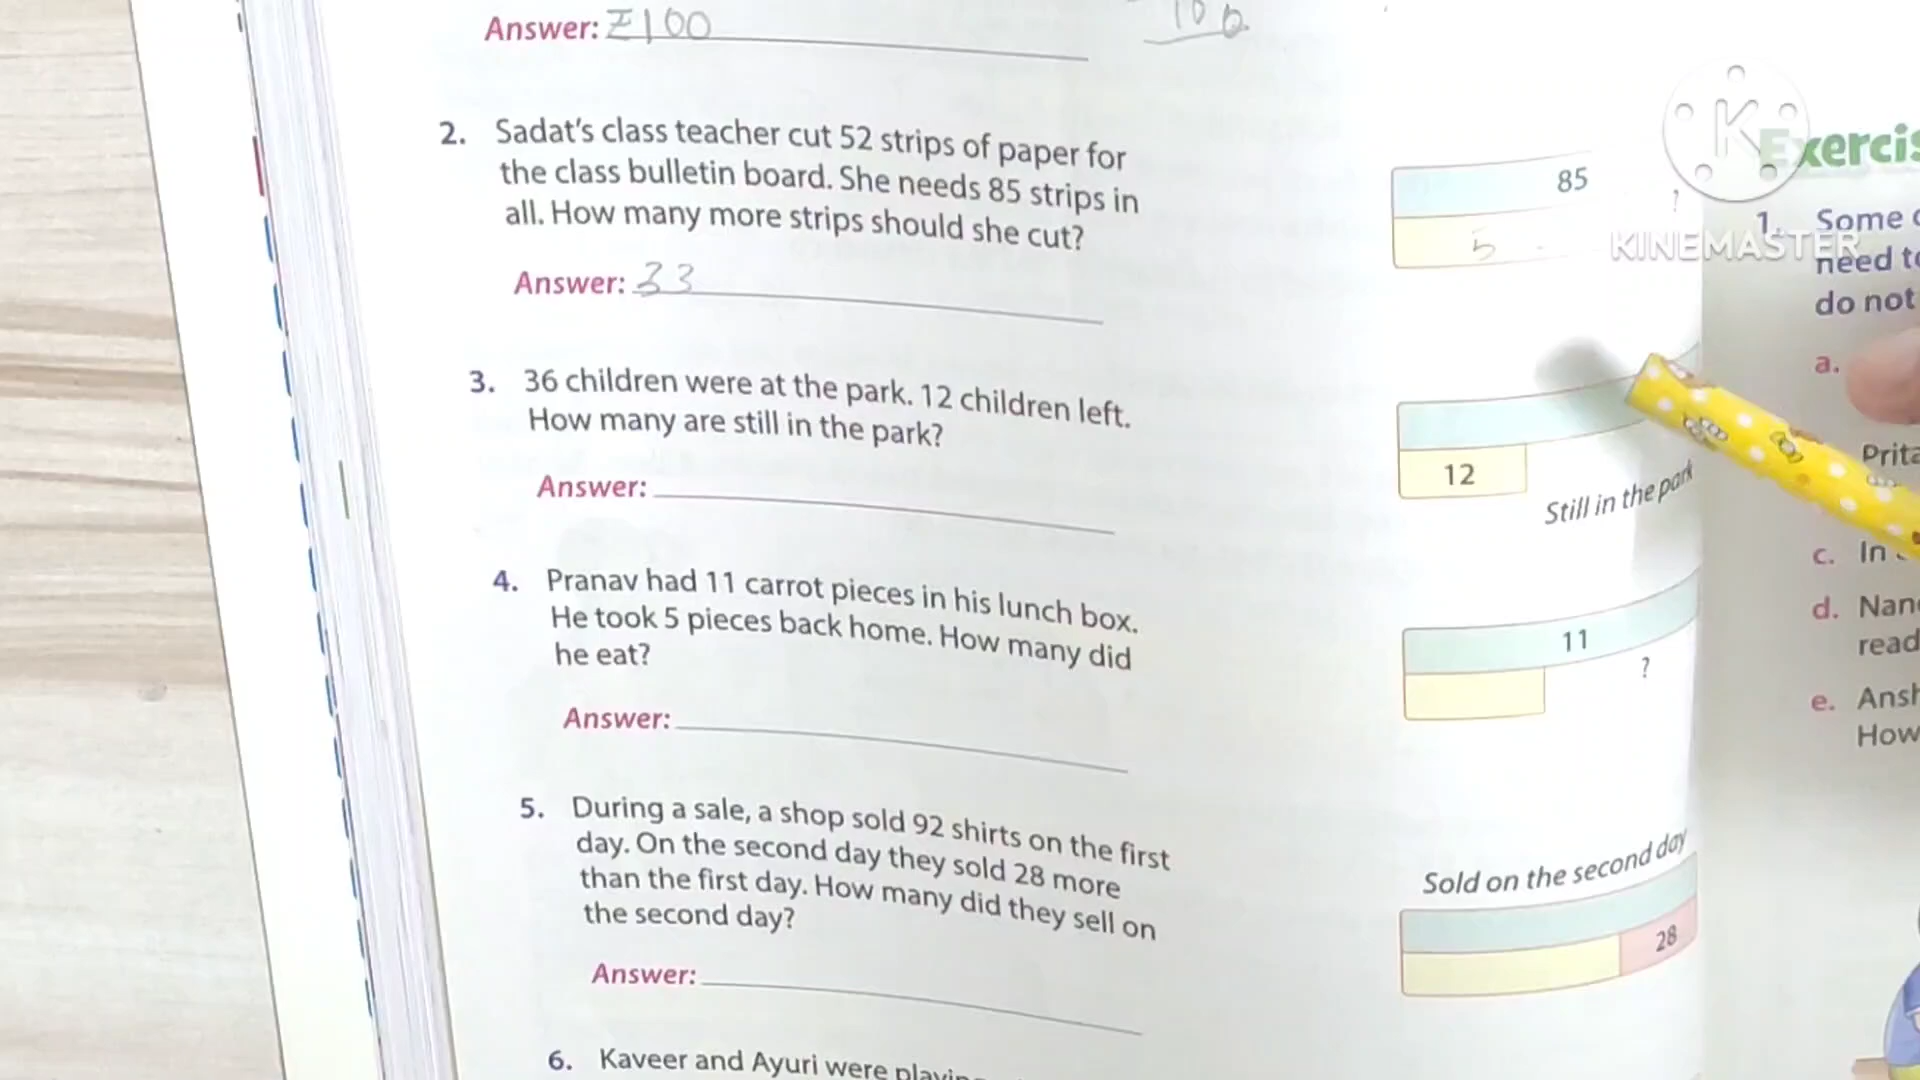 Answer: ₹100
100
2. Sadat's class teacher cut 52 strips of paper for
the class bulletin board. She needs 85 strips in
all. How many more strips should she cut?
Answer: 33
85
?
5
3. 36 children were at the park. 12 children left.
How many are still in the park?
Answer:
12
Still in the park
4. Pranav had 11 carrot pieces in his lunch box.
He took 5 pieces back home. How many did
he eat?
Answer:
11
?
5. During a sale, a shop sold 92 shirts on the first
day. On the second day they sold 28 more
than the first day. How many did they sell on
the second day?
Answer:
Sold on the second day
28
6. Kaveer and Ayuri were
K
KINEMASTER
1. Some
need
do not
a.
c. In
d.
read
e.
How